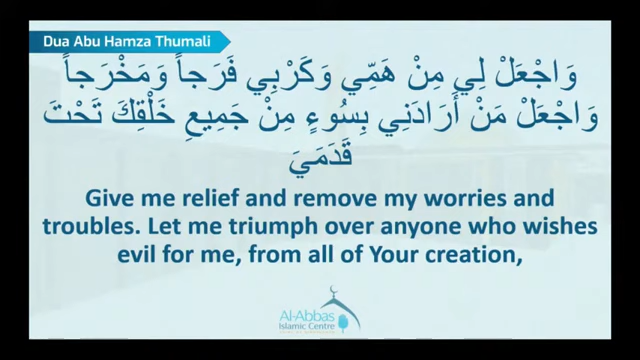 Dua Abu Hamza Thumali
وَاجْعَلْ لِي مِنْ هَمِّي وَكَرْبِي فَرَجاً وَمَخْرَجاً
وَاجْعَلْ مَنْ أَرَادَنِي بِسُوءٍ مِنْ جَمِيعِ خَلْقِكَ تَحْتَ
قَدَمَيَ
Give me relief and remove my worries and
troubles. Let me triumph over anyone who wishes
evil for me, from all of Your creation,
Al-Abbas
Islamic Centre